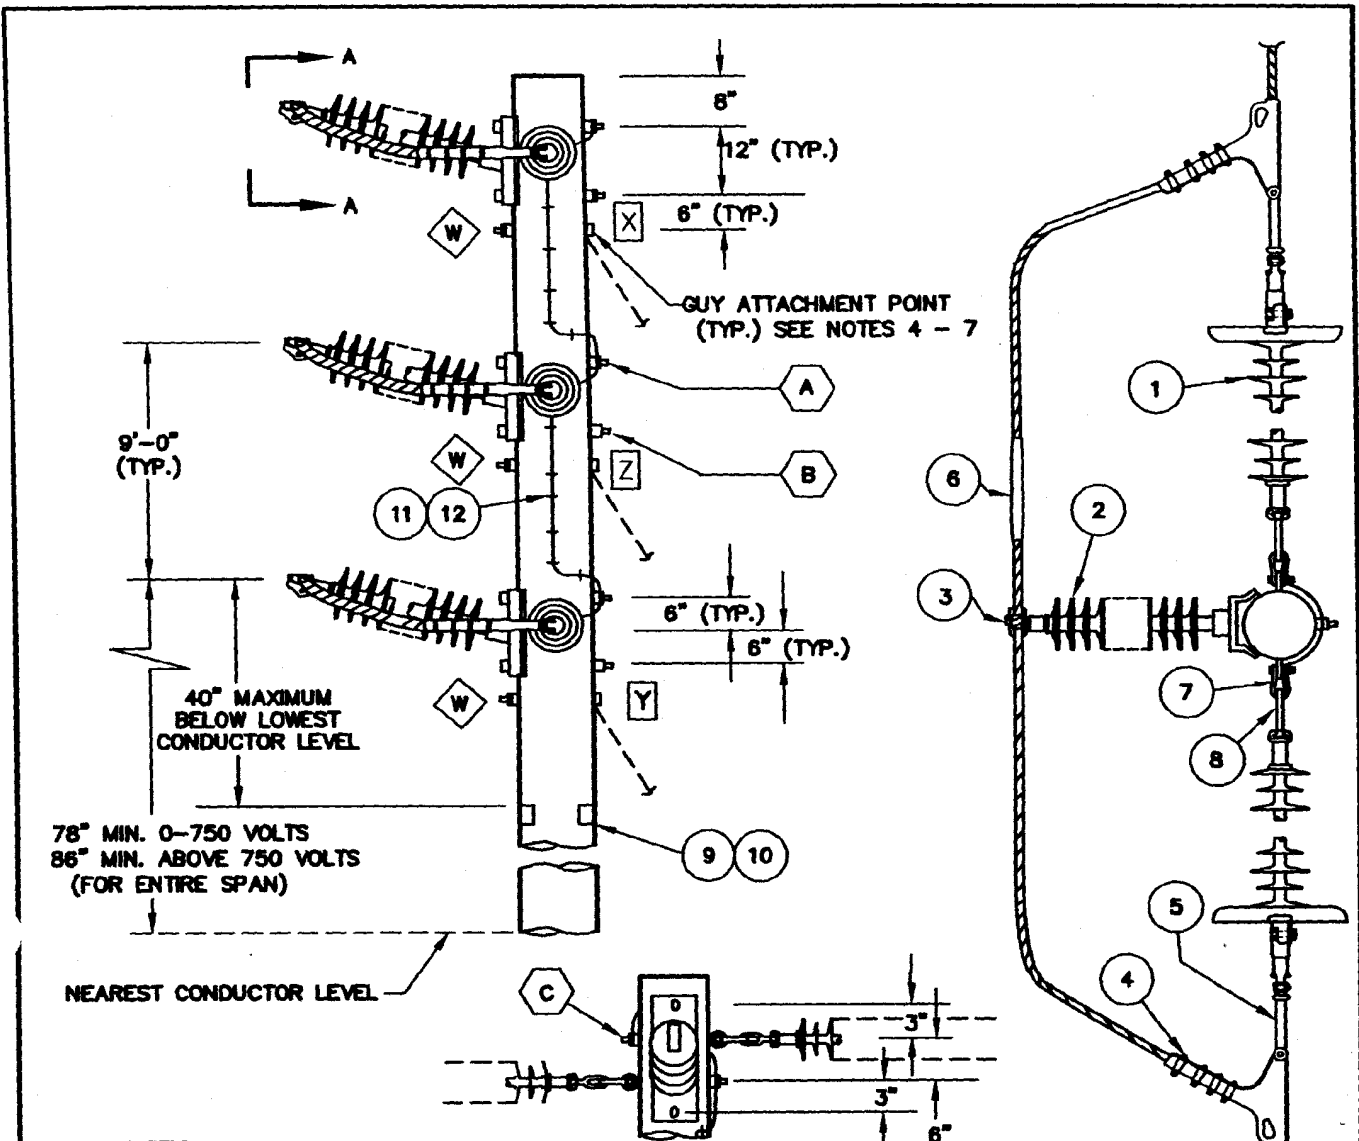 A
8"
12" (TYP.)
A
6" (TYP.)
X
W
GUY ATTACHMENT POINT
(TYP.) SEE NOTES 4 - 7
A
1
9'-0"
(TYP.)
W
Z
B
6
11
12
2
3
6" (TYP.)
6" (TYP.)
40" MAXIMUM
BELOW LOWEST
CONDUCTOR LEVEL
W
Y
7
8
78" MIN. 0-750 VOLTS
86" MIN. ABOVE 750 VOLTS
(FOR ENTIRE SPAN)
9
10
5
NEAREST CONDUCTOR LEVEL
C
4
3"
3"
6"